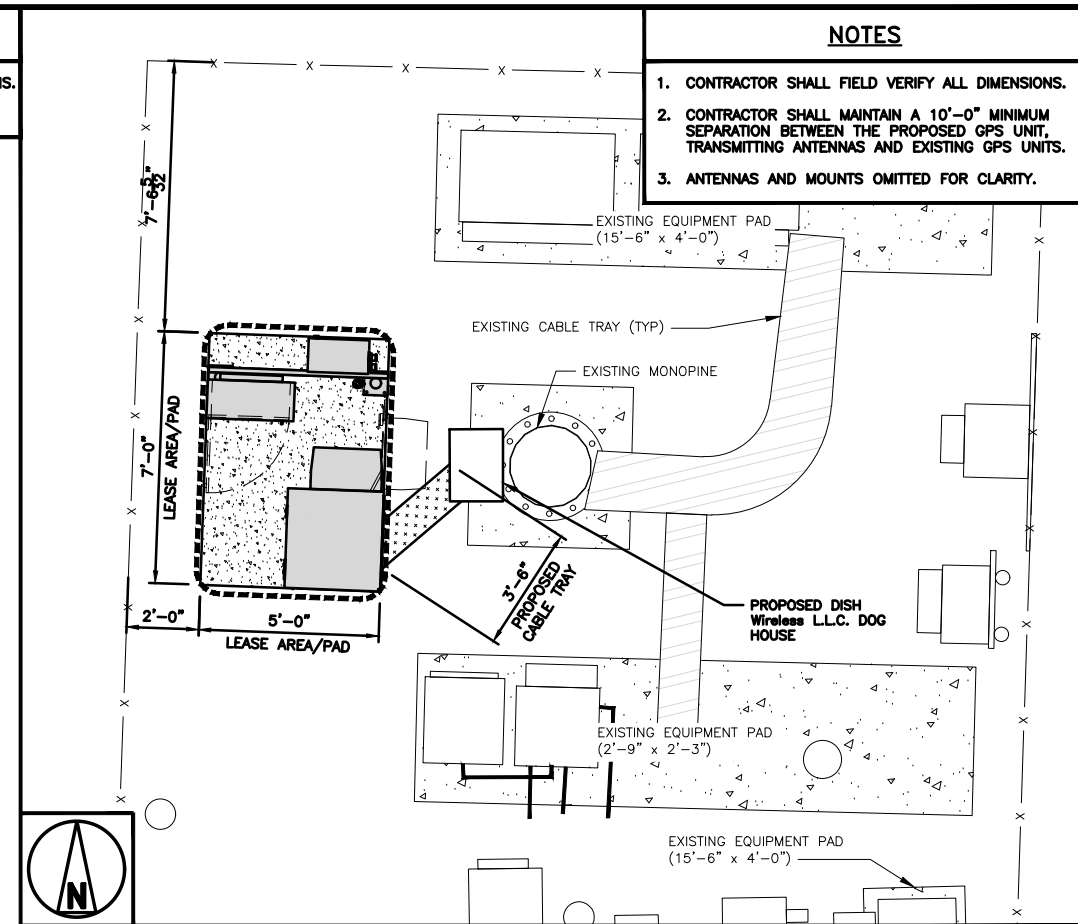 NOTES
1. CONTRACTOR SHALL FIELD VERIFY ALL DIMENSIONS.
2. CONTRACTOR SHALL MAINTAIN A 10'-0" MINIMUM
SEPARATION BETWEEN THE PROPOSED GPS UNIT,
TRANSMITTING ANTENNAS AND EXISTING GPS UNITS.
3. ANTENNAS AND MOUNTS OMITTED FOR CLARITY.
EXISTING EQUIPMENT PAD
(15'-6" x 4'-0")
EXISTING CABLE TRAY (TYP)
EXISTING MONOPINE
7'-0"
LEASE AREA/PAD
2'-0"
5'-0"
LEASE AREA/PAD
3'-6"
PROPOSED
CABLE TRAY
PROPOSED DISH
Wireless L.L.C. DOG
HOUSE
EXISTING EQUIPMENT PAD
(2'-9" x 2'-3")
EXISTING EQUIPMENT PAD
(15'-6" x 4'-0")
N